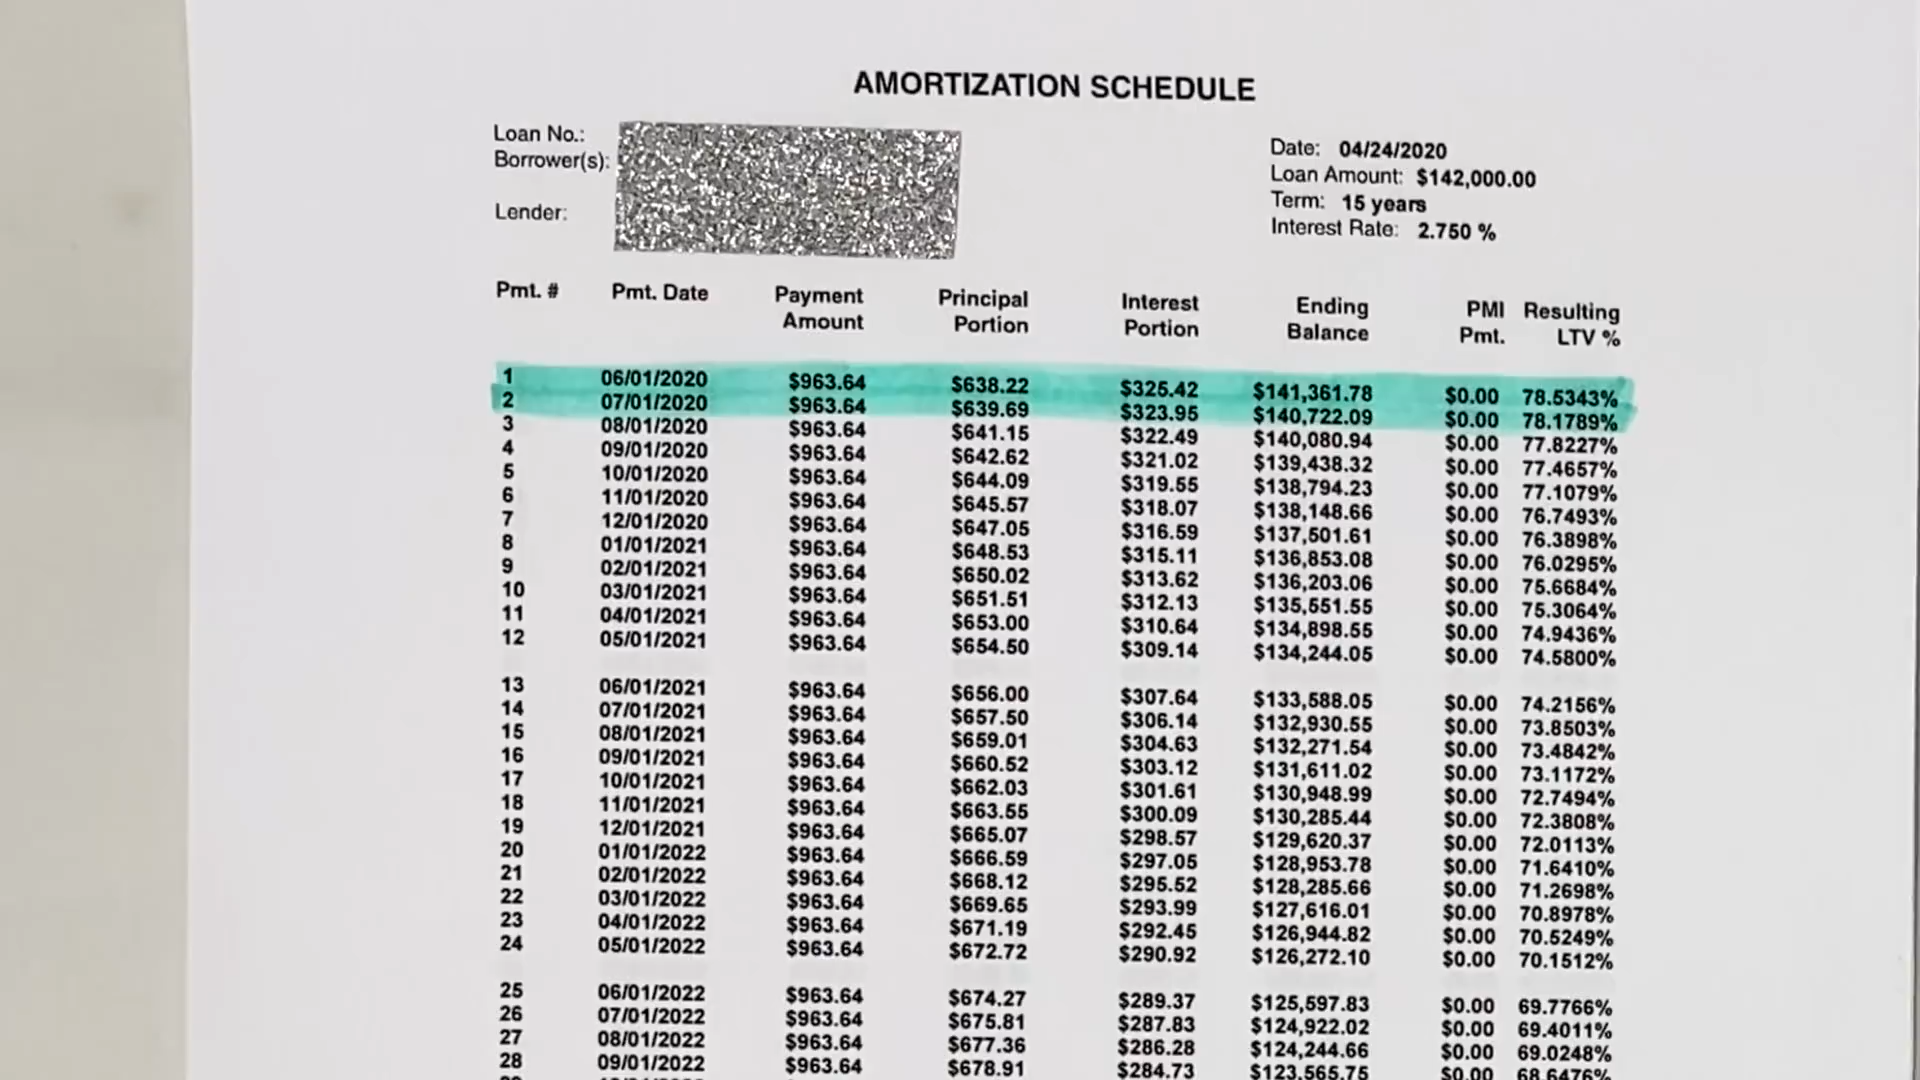 AMORTIZATION SCHEDULE
Loan No.:
Borrower(s):
Lender:
Date: 04/24/2020
Loan Amount: $142,000.00
Term: 15 years
Interest Rate: 2.750 %
Pmt. # Pmt. Date Payment Amount Principal Portion Interest Portion Ending Balance PMI Pmt. Resulting LTV %
1 06/01/2020 $963.64 $638.22 $325.42 $141,361.78 $0.00 78.5343%
2 07/01/2020 $963.64 $639.69 $323.95 $140,722.09 $0.00 78.1789%
3 08/01/2020 $963.64 $641.15 $322.49 $140,080.94 $0.00 77.8227%
4 09/01/2020 $963.64 $642.62 $321.02 $139,438.32 $0.00 77.4657%
5 10/01/2020 $963.64 $644.09 $319.55 $138,794.23 $0.00 77.1079%
6 11/01/2020 $963.64 $645.57 $318.07 $138,148.66 $0.00 76.7493%
7 12/01/2020 $963.64 $647.05 $316.59 $137,501.61 $0.00 76.3898%
8 01/01/2021 $963.64 $648.53 $315.11 $136,853.08 $0.00 76.0295%
9 02/01/2021 $963.64 $650.02 $313.62 $136,203.06 $0.00 75.6684%
10 03/01/2021 $963.64 $651.51 $312.13 $135,551.55 $0.00 75.3064%
11 04/01/2021 $963.64 $653.00 $310.64 $134,898.55 $0.00 74.9436%
12 05/01/2021 $963.64 $654.50 $309.14 $134,244.05 $0.00 74.5800%
13 06/01/2021 $963.64 $656.00 $307.64 $133,588.05 $0.00 74.2156%
14 07/01/2021 $963.64 $657.50 $306.14 $132,930.55 $0.00 73.8503%
15 08/01/2021 $963.64 $659.01 $304.63 $132,271.54 $0.00 73.4842%
16 09/01/2021 $963.64 $660.52 $303.12 $131,611.02 $0.00 73.1172%
17 10/01/2021 $963.64 $662.03 $301.61 $130,948.99 $0.00 72.7494%
18 11/01/2021 $963.64 $663.55 $300.09 $130,285.44 $0.00 72.3808%
19 12/01/2021 $963.64 $665.07 $298.57 $129,620.37 $0.00 72.0113%
20 01/01/2022 $963.64 $666.59 $297.05 $128,953.78 $0.00 71.6410%
21 02/01/2022 $963.64 $668.12 $295.52 $128,285.66 $0.00 71.2698%
22 03/01/2022 $963.64 $669.65 $293.99 $127,616.01 $0.00 70.8978%
23 04/01/2022 $963.64 $671.19 $292.45 $126,944.82 $0.00 70.5249%
24 05/01/2022 $963.64 $672.72 $290.92 $126,272.10 $0.00 70.1512%
25 06/01/2022 $963.64 $674.27 $289.37 $125,597.83 $0.00 69.7766%
26 07/01/2022 $963.64 $675.81 $287.83 $124,922.02 $0.00 69.4011%
27 08/01/2022 $963.64 $677.36 $286.28 $124,244.66 $0.00 69.0248%
28 09/01/2022 $963.64 $678.91 $284.73 $123,565.75 $0.00 68.6476%